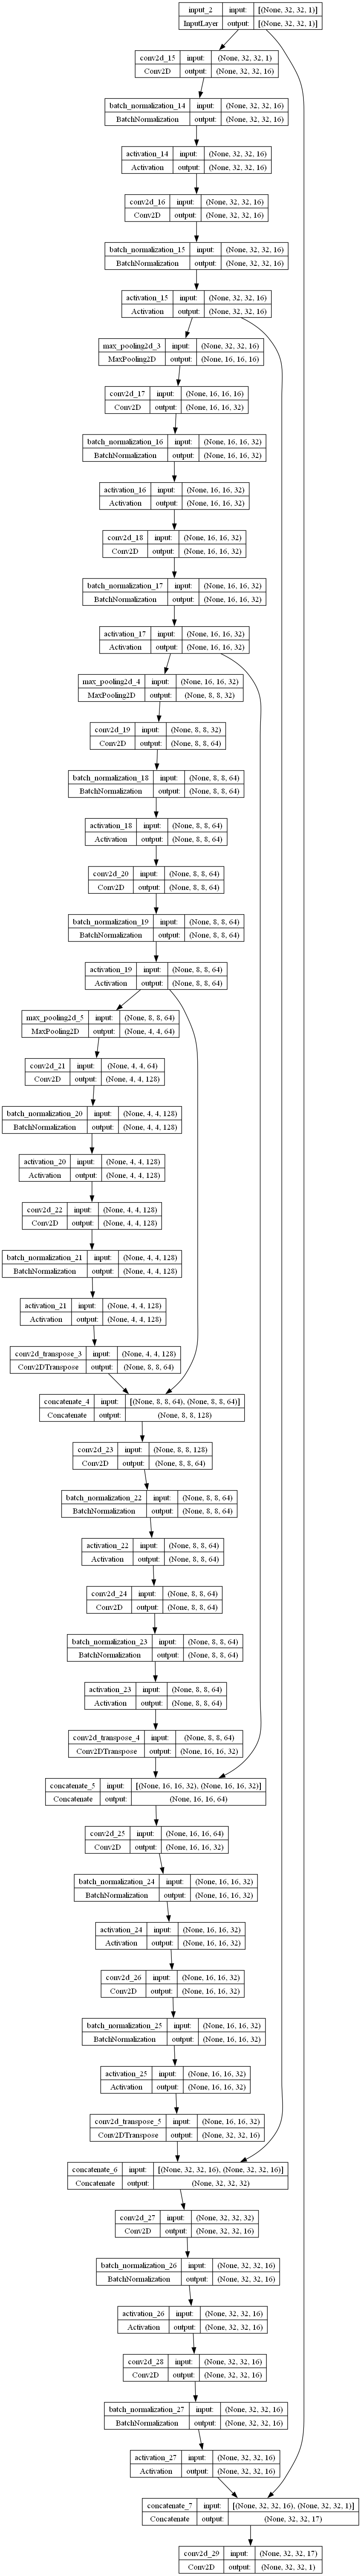 input_2 input: [(None, 32, 32, 1)]
InputLayer output: [(None, 32, 32, 1)]
conv2d_15 input: (None, 32, 32, 1)
Conv2D output: (None, 32, 32, 16)
batch_normalization_14 input: (None, 32, 32, 16)
BatchNormalization output: (None, 32, 32, 16)
activation_14 input: (None, 32, 32, 16)
Activation output: (None, 32, 32, 16)
conv2d_16 input: (None, 32, 32, 16)
Conv2D output: (None, 32, 32, 16)
batch_normalization_15 input: (None, 32, 32, 16)
BatchNormalization output: (None, 32, 32, 16)
activation_15 input: (None, 32, 32, 16)
Activation output: (None, 32, 32, 16)
max_pooling2d_3 input: (None, 32, 32, 16)
MaxPooling2D output: (None, 16, 16, 16)
conv2d_17 input: (None, 16, 16, 16)
Conv2D output: (None, 16, 16, 32)
batch_normalization_16 input: (None, 16, 16, 32)
BatchNormalization output: (None, 16, 16, 32)
activation_16 input: (None, 16, 16, 32)
Activation output: (None, 16, 16, 32)
conv2d_18 input: (None, 16, 16, 32)
Conv2D output: (None, 16, 16, 32)
batch_normalization_17 input: (None, 16, 16, 32)
BatchNormalization output: (None, 16, 16, 32)
activation_17 input: (None, 16, 16, 32)
Activation output: (None, 16, 16, 32)
max_pooling2d_4 input: (None, 16, 16, 32)
MaxPooling2D output: (None, 8, 8, 32)
conv2d_19 input: (None, 8, 8, 32)
Conv2D output: (None, 8, 8, 64)
batch_normalization_18 input: (None, 8, 8, 64)
BatchNormalization output: (None, 8, 8, 64)
activation_18 input: (None, 8, 8, 64)
Activation output: (None, 8, 8, 64)
conv2d_20 input: (None, 8, 8, 64)
Conv2D output: (None, 8, 8, 64)
batch_normalization_19 input: (None, 8, 8, 64)
BatchNormalization output: (None, 8, 8, 64)
activation_19 input: (None, 8, 8, 64)
Activation output: (None, 8, 8, 64)
max_pooling2d_5 input: (None, 8, 8, 64)
MaxPooling2D output: (None, 4, 4, 64)
conv2d_21 input: (None, 4, 4, 64)
Conv2D output: (None, 4, 4, 128)
batch_normalization_20 input: (None, 4, 4, 128)
BatchNormalization output: (None, 4, 4, 128)
activation_20 input: (None, 4, 4, 128)
Activation output: (None, 4, 4, 128)
conv2d_22 input: (None, 4, 4, 128)
Conv2D output: (None, 4, 4, 128)
batch_normalization_21 input: (None, 4, 4, 128)
BatchNormalization output: (None, 4, 4, 128)
activation_21 input: (None, 4, 4, 128)
Activation output: (None, 4, 4, 128)
conv2d_transpose_3 input: (None, 4, 4, 128)
Conv2DTranspose output: (None, 8, 8, 64)
concatenate_4 input: [(None, 8, 8, 64), (None, 8, 8, 64)]
Concatenate output: (None, 8, 8, 128)
conv2d_23 input: (None, 8, 8, 128)
Conv2D output: (None, 8, 8, 64)
batch_normalization_22 input: (None, 8, 8, 64)
BatchNormalization output: (None, 8, 8, 64)
activation_22 input: (None, 8, 8, 64)
Activation output: (None, 8, 8, 64)
conv2d_24 input: (None, 8, 8, 64)
Conv2D output: (None, 8, 8, 64)
batch_normalization_23 input: (None, 8, 8, 64)
BatchNormalization output: (None, 8, 8, 64)
activation_23 input: (None, 8, 8, 64)
Activation output: (None, 8, 8, 64)
conv2d_transpose_4 input: (None, 8, 8, 64)
Conv2DTranspose output: (None, 16, 16, 32)
concatenate_5 input: [(None, 16, 16, 32), (None, 16, 16, 32)]
Concatenate output: (None, 16, 16, 64)
conv2d_25 input: (None, 16, 16, 64)
Conv2D output: (None, 16, 16, 32)
batch_normalization_24 input: (None, 16, 16, 32)
BatchNormalization output: (None, 16, 16, 32)
activation_24 input: (None, 16, 16, 32)
Activation output: (None, 16, 16, 32)
conv2d_26 input: (None, 16, 16, 32)
Conv2D output: (None, 16, 16, 32)
batch_normalization_25 input: (None, 16, 16, 32)
BatchNormalization output: (None, 16, 16, 32)
activation_25 input: (None, 16, 16, 32)
Activation output: (None, 16, 16, 32)
conv2d_transpose_5 input: (None, 16, 16, 32)
Conv2DTranspose output: (None, 32, 32, 16)
concatenate_6 input: [(None, 32, 32, 16), (None, 32, 32, 16)]
Concatenate output: (None, 32, 32, 32)
conv2d_27 input: (None, 32, 32, 32)
Conv2D output: (None, 32, 32, 16)
batch_normalization_26 input: (None, 32, 32, 16)
BatchNormalization output: (None, 32, 32, 16)
activation_26 input: (None, 32, 32, 16)
Activation output: (None, 32, 32, 16)
conv2d_28 input: (None, 32, 32, 16)
Conv2D output: (None, 32, 32, 16)
batch_normalization_27 input: (None, 32, 32, 16)
BatchNormalization output: (None, 32, 32, 16)
activation_27 input: (None, 32, 32, 16)
Activation output: (None, 32, 32, 16)
concatenate_7 input: [(None, 32, 32, 16), (None, 32, 32, 1)]
Concatenate output: (None, 32, 32, 17)
conv2d_29 input: (None, 32, 32, 17)
Conv2D output: (None, 32, 32, 1)